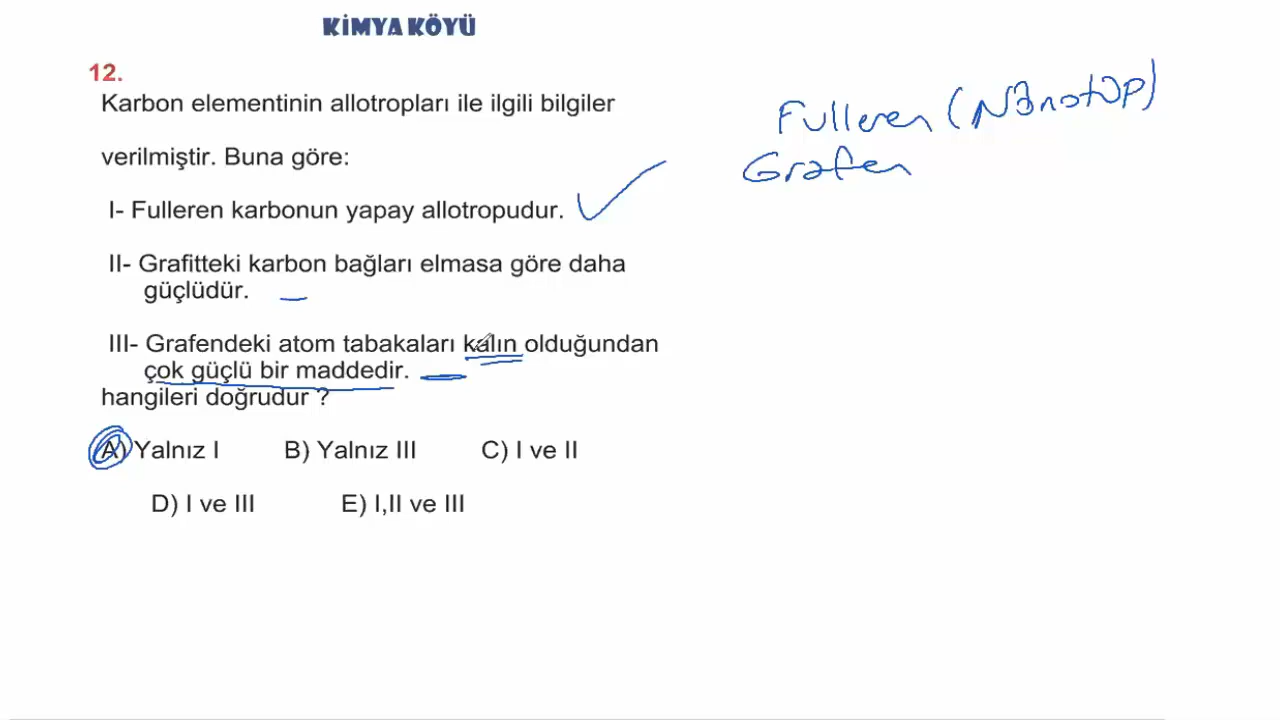 KİMYA KÖYÜ
12.
Karbon elementinin allotropları ile ilgili bilgiler
verilmiştir. Buna göre:
I- Fulleren karbonun yapay allotropudur.
II- Grafitteki karbon bağları elmasa göre daha
güçlüdür.
III- Grafendeki atom tabakaları kalın olduğundan
çok güçlü bir maddedir.
hangileri doğrudur ?
A) Yalnız I B) Yalnız III C) I ve II
D) I ve III E) I,II ve III
Fulleren (Nanotüp)
Grafen